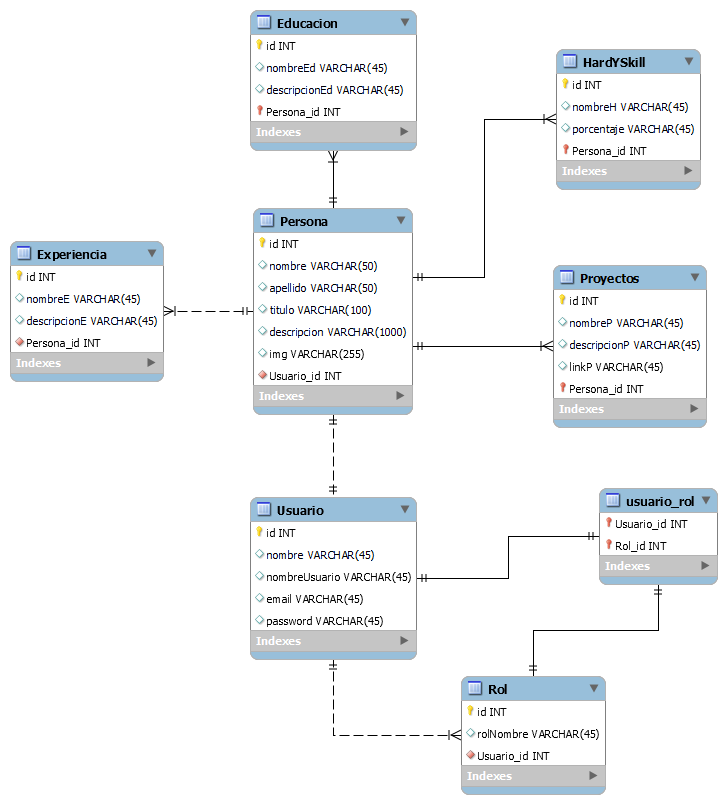 Educacion
id INT
nombreEd VARCHAR(45)
descripcionEd VARCHAR(45)
Persona_id INT
Indexes
HardYSkill
id INT
nombreH VARCHAR(45)
porcentaje VARCHAR(45)
Persona_id INT
Indexes
Persona
id INT
nombre VARCHAR(50)
apellido VARCHAR(50)
titulo VARCHAR(100)
descripcion VARCHAR(1000)
img VARCHAR(255)
Usuario_id INT
Indexes
Experiencia
id INT
nombreE VARCHAR(45)
descripcionE VARCHAR(45)
Persona_id INT
Indexes
Proyectos
id INT
nombreP VARCHAR(45)
descripcionP VARCHAR(45)
linkP VARCHAR(45)
Persona_id INT
Indexes
Usuario
id INT
nombre VARCHAR(45)
nombreUsuario VARCHAR(45)
email VARCHAR(45)
password VARCHAR(45)
Indexes
usuario_rol
Usuario_id INT
Rol_id INT
Indexes
Rol
id INT
rolNombre VARCHAR(45)
Usuario_id INT
Indexes